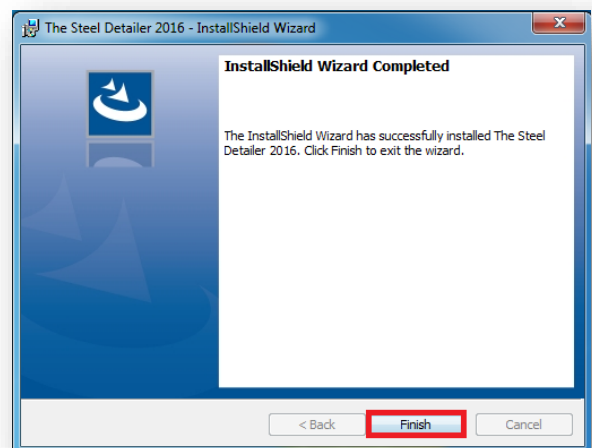 The Steel Detailer 2016 - InstallShield Wizard
InstallShield Wizard Completed
The InstallShield Wizard has successfully installed The Steel
Detailer 2016. Click Finish to exit the wizard.
< Back Finish Cancel